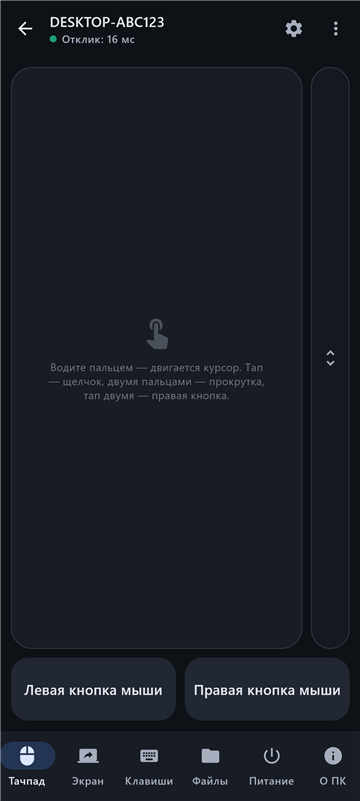 DESKTOP-ABC123
Отклик: 16 мс
Водите пальцем — двигается курсор. Тап
— щелчок, двумя пальцами — прокрутка,
тап двумя — правая кнопка.
Левая кнопка мыши
Правая кнопка мыши
Тачпад
Экран
Клавиши
Файлы
Питание
О ПК